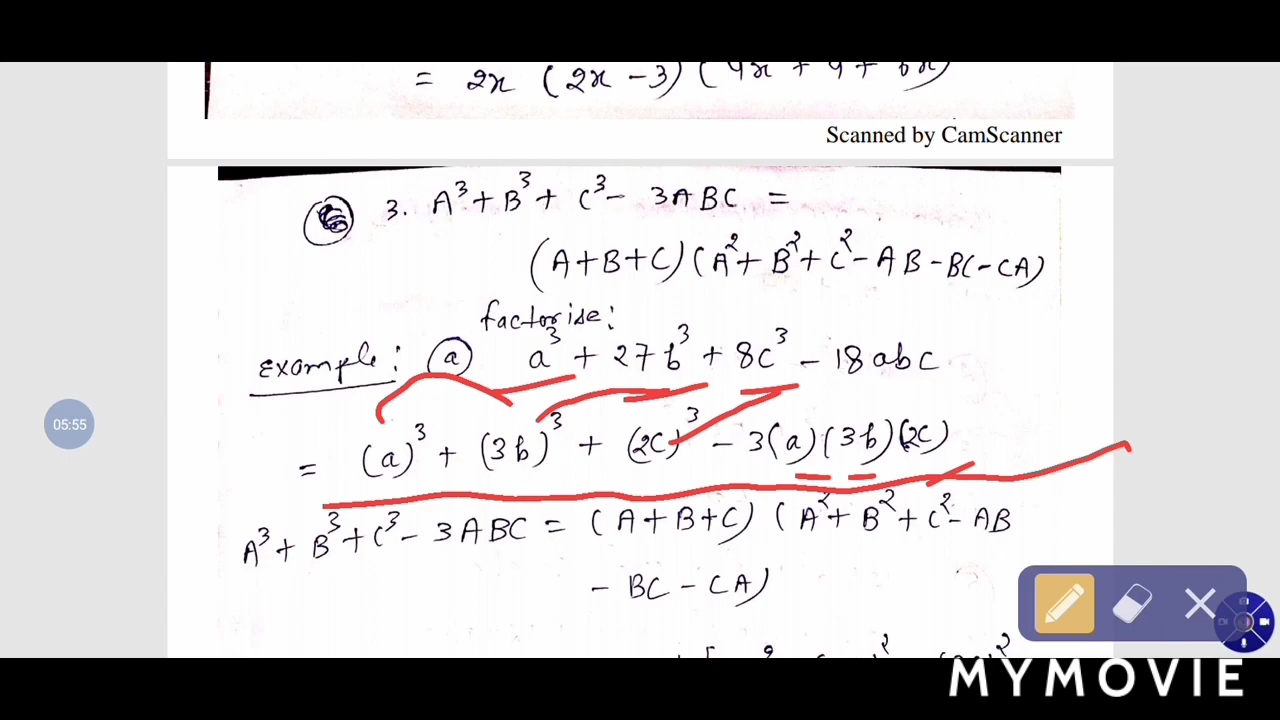 = 2x (2x - 3) (4x + 9 + 6x)
Scanned by CamScanner
3. A³ + B³ + C³ - 3ABC =
(A+B+C) (A² + B² + C² - AB - BC - CA)
factorise:
example: (a) a³ + 27b³ + 8c³ - 18abc
= (a)³ + (3b)³ + (2c)³ - 3(a)(3b)(2c)
05:55
A³ + B³ + C³ - 3ABC = (A+B+C) (A² + B² + C² - AB
- BC - CA)
MYMOVIE